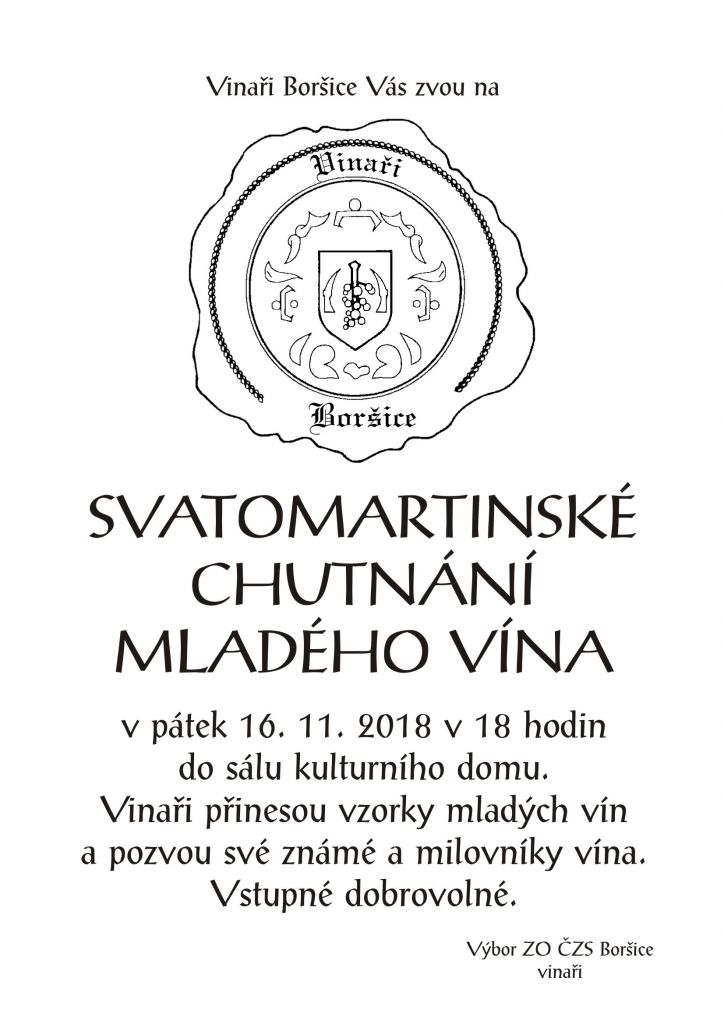 Vinaři Boršice Vás zvou na
Vinaři
Boršice
SVATOMARTINSKÉ
CHUTNÁNÍ
MLADÉHO VÍNA
v pátek 16. 11. 2018 v 18 hodin
do sálu kulturního domu.
Vinaři přinesou vzorky mladých vín
a pozvou své známé a milovníky vína.
Vstupné dobrovolné.
Výbor ZO ČZS Boršice
vinaři